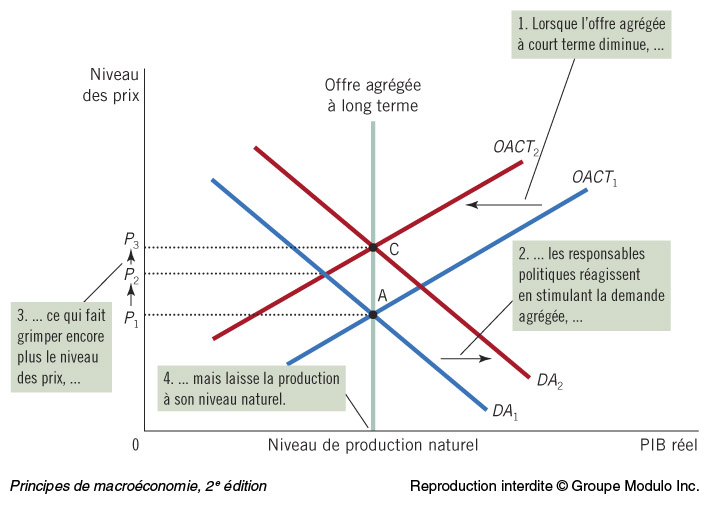 1. Lorsque l'offre agrégée
à court terme diminue, ...
Niveau
des prix
Offre agrégée
à long terme
OACT2
OACT1
P3
C
P2
2. ... les responsables
politiques réagissent
en stimulant la demande
agrégée, ...
A
P1
3. ... ce qui fait
grimper encore
plus le niveau
des prix, ...
4. ... mais laisse la production
à son niveau naturel.
DA2
DA1
0
Niveau de production naturel
PIB réel
Principes de macroéconomie, 2e édition
Reproduction interdite © Groupe Modulo Inc.